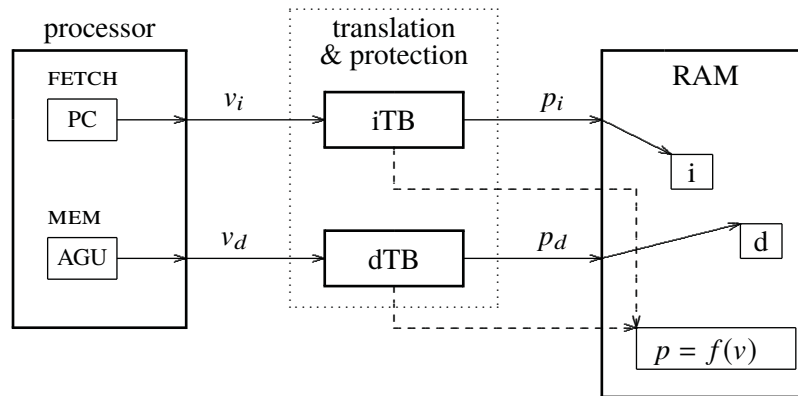 processor
translation
& protection
RAM
FETCH
PC
v_i
iTB
p_i
i
MEM
AGU
v_d
dTB
p_d
d
p = f(v)